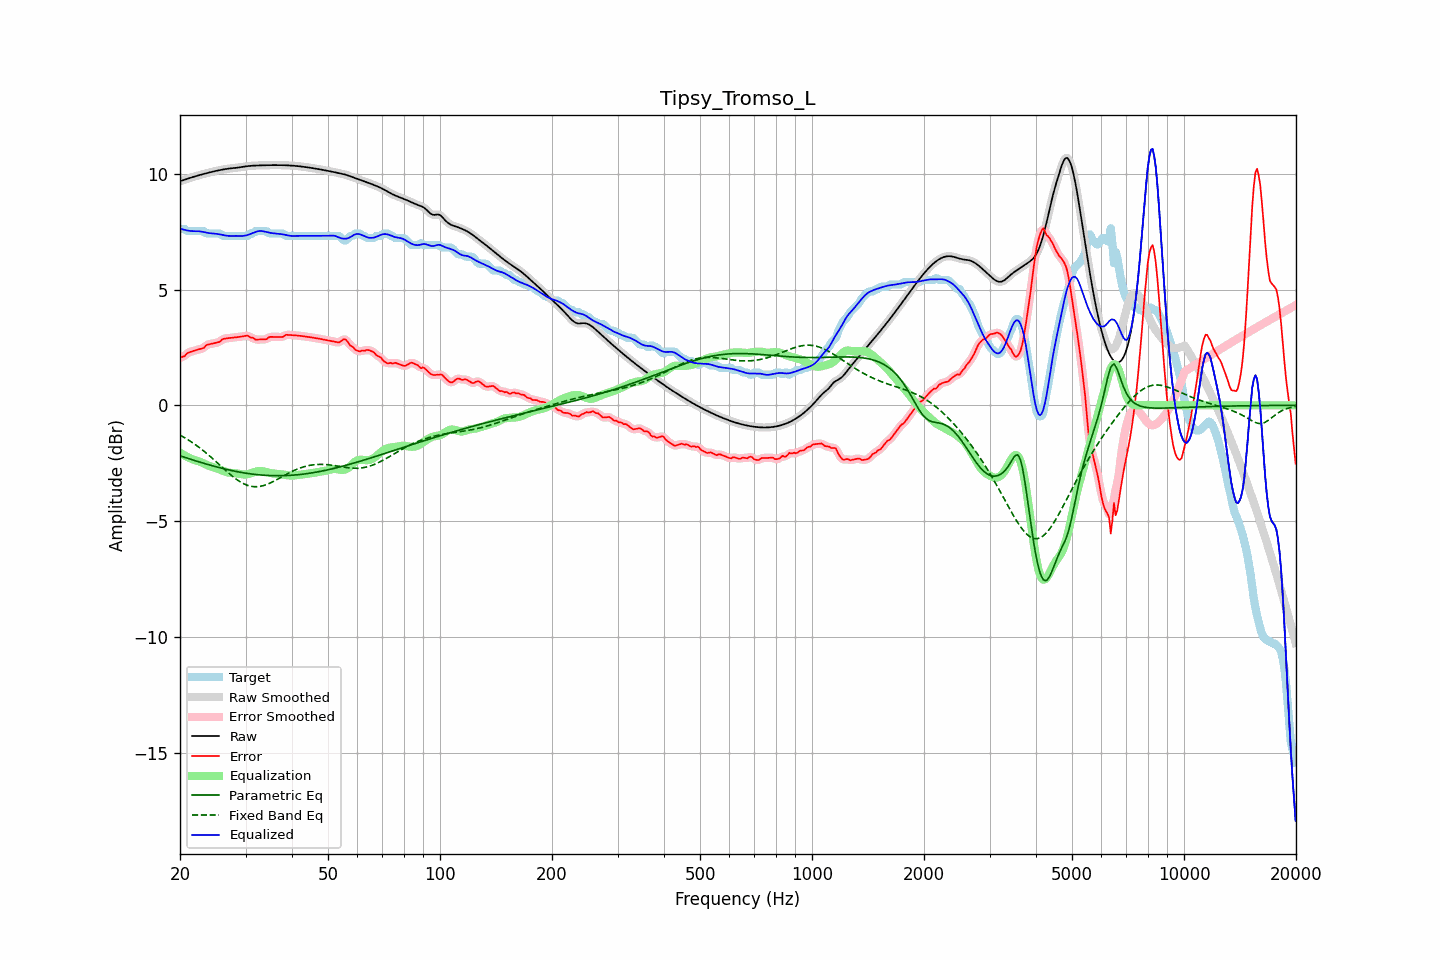 Tipsy_Tromso_L
Amplitude (dBr)
10
5
0
−5
−10
−15
Target
Raw Smoothed
Error Smoothed
Raw
Error
Equalization
Parametric Eq
Fixed Band Eq
Equalized
20
50
100
200
500
1000
2000
5000
10000
20000
Frequency (Hz)